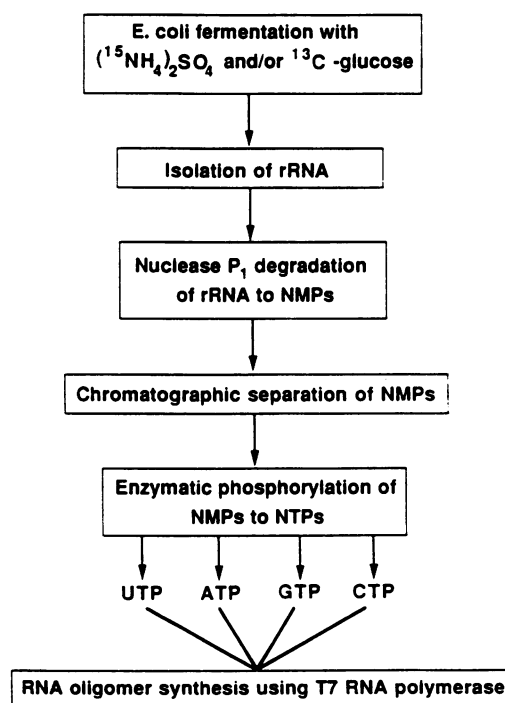 E. coli fermentation with
(¹⁵NH₄)₂SO₄ and/or ¹³C -glucose
Isolation of rRNA
Nuclease P₁ degradation
of rRNA to NMPs
Chromatographic separation of NMPs
Enzymatic phosphorylation of
NMPs to NTPs
UTP ATP GTP CTP
RNA oligomer synthesis using T7 RNA polymerase